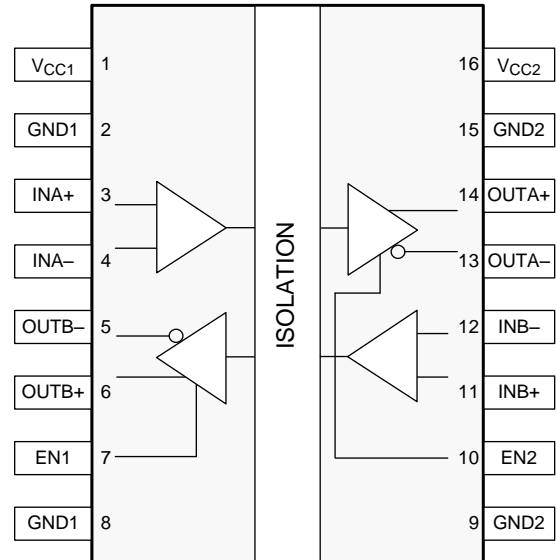 VCC1 1 16 VCC2
GND1 2 15 GND2
INA+ 3 14 OUTA+
INA– 4 13 OUTA–
ISOLATION
OUTB– 5 12 INB–
OUTB+ 6 11 INB+
EN1 7 10 EN2
GND1 8 9 GND2